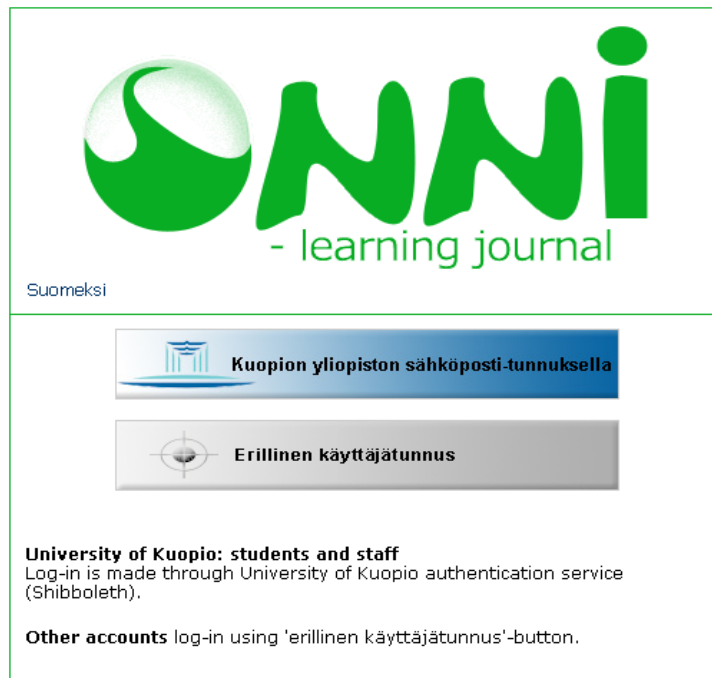 Onni
- learning journal
Suomeksi
Kuopion yliopiston sähköposti-tunnuksella
Erillinen käyttäjätunnus
University of Kuopio: students and staff
Log-in is made through University of Kuopio authentication service
(Shibboleth).
Other accounts log-in using 'erillinen käyttäjätunnus'-button.